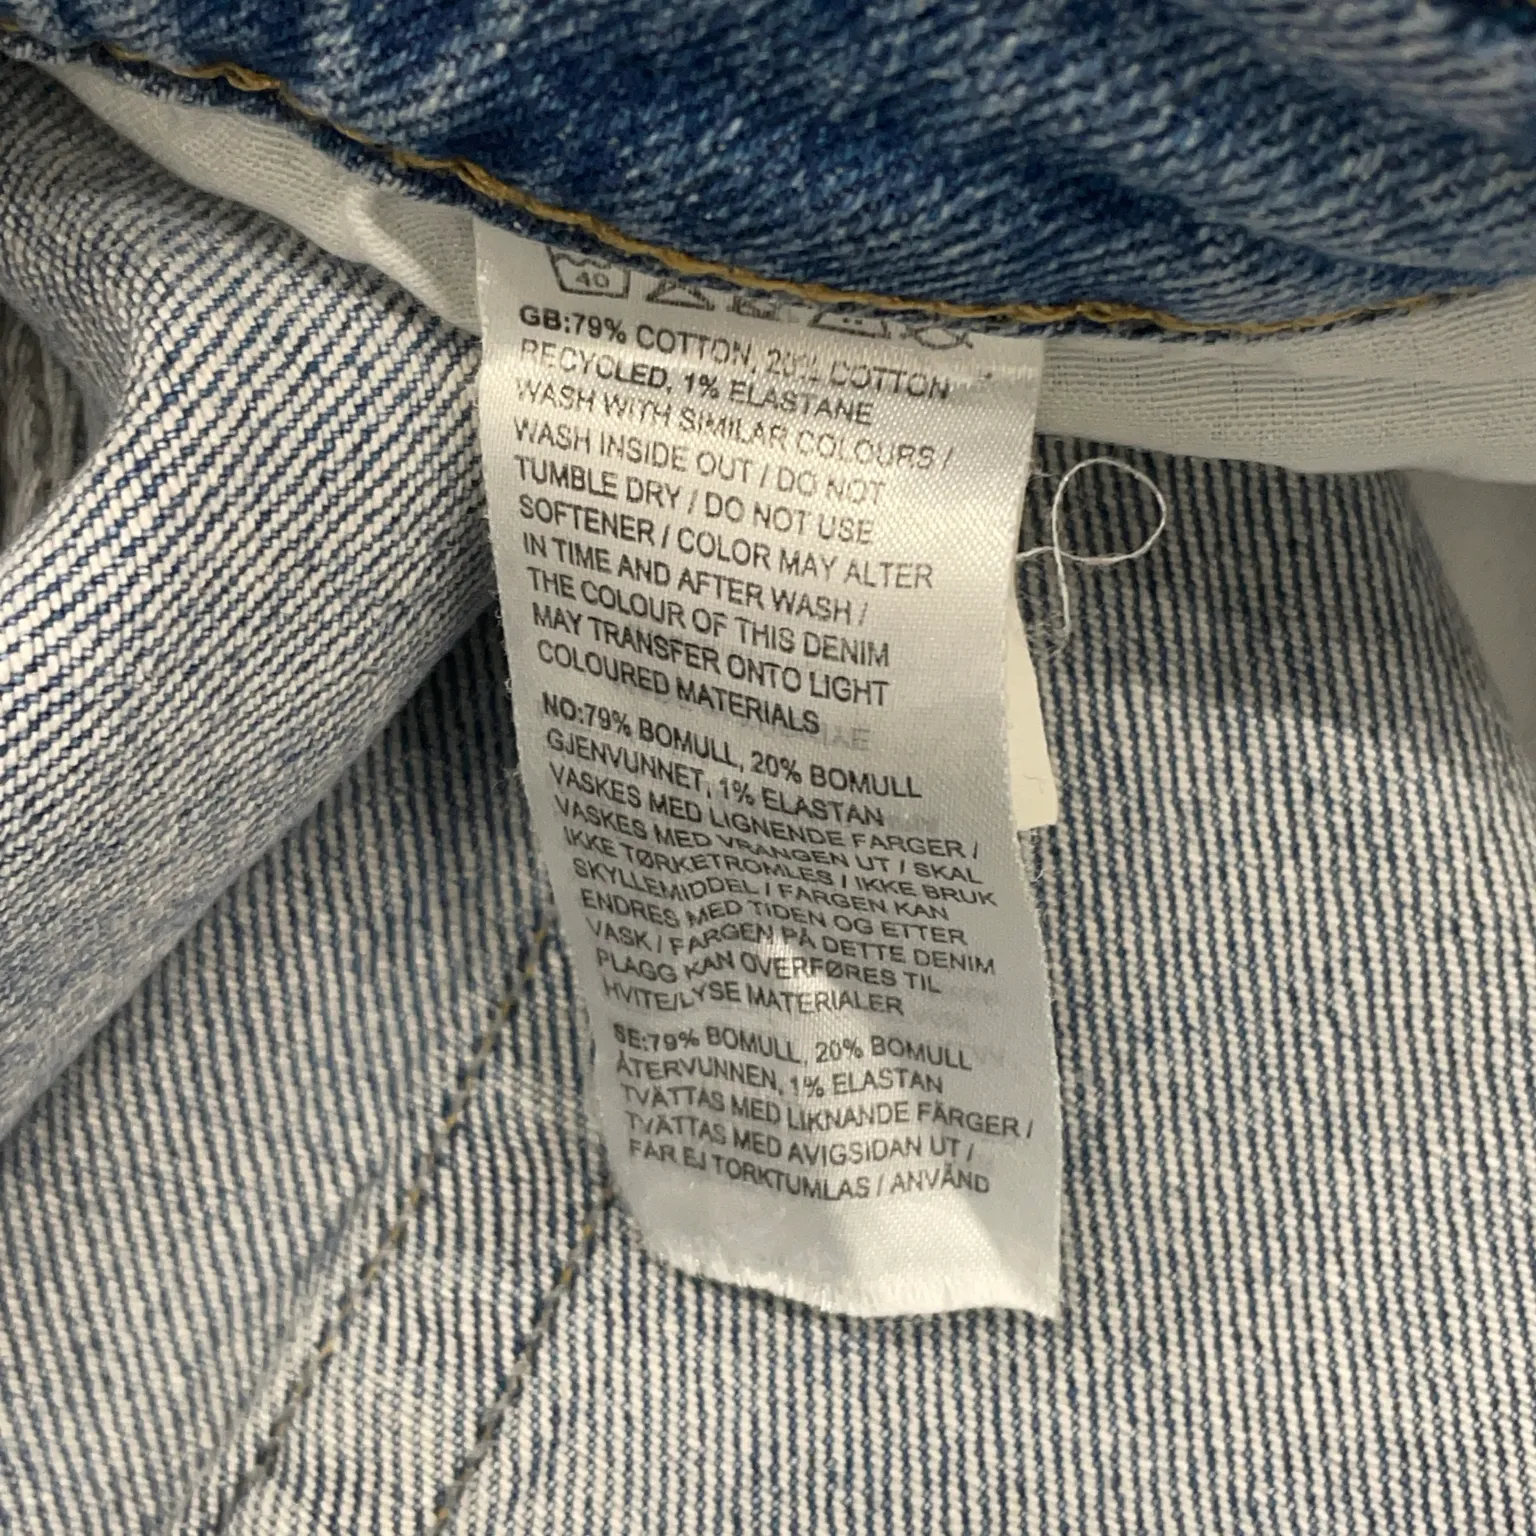 40
GB:79% COTTON, 20% COTTON
RECYCLED, 1% ELASTANE
WASH WITH SIMILAR COLOURS /
WASH INSIDE OUT / DO NOT
TUMBLE DRY / DO NOT USE
SOFTENER / COLOR MAY ALTER
IN TIME AND AFTER WASH /
THE COLOUR OF THIS DENIM
MAY TRANSFER ONTO LIGHT
COLOURED MATERIALS
NO:79% BOMULL, 20% BOMULL
GJENVUNNET, 1% ELASTAN
VASKES MED LIGNENDE FARGER /
VASKES MED VRANGEN UT / SKAL
IKKE TØRKETROMLES / IKKE BRUK
SKYLLEMIDDEL / FARGEN KAN
ENDRES MED TIDEN OG ETTER
VASK / FARGEN PÅ DETTE DENIM
PLAGG KAN OVERFØRES TIL
HVITE/LYSE MATERIALER
SE:79% BOMULL, 20% BOMULL
ÅTERVUNNEN, 1% ELASTAN
TVÄTTAS MED LIKNANDE FÄRGER /
TVÄTTAS MED AVIGSIDAN UT /
FÅR EJ TORKTUMLAS / ANVÄND